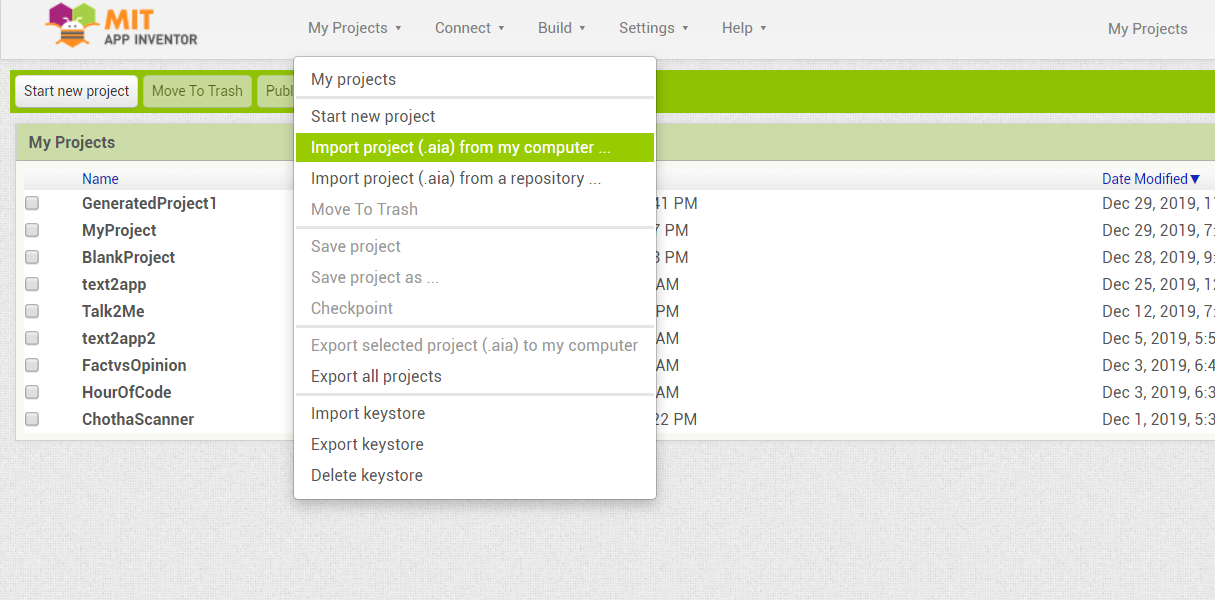 MIT
APP INVENTOR
My Projects Connect Build Settings Help My Projects
Start new project Move To Trash Publ
My projects
Start new project
Import project (.aia) from my computer ...
Import project (.aia) from a repository ...
Move To Trash
Save project
Save project as ...
Checkpoint
Export selected project (.aia) to my computer
Export all projects
Import keystore
Export keystore
Delete keystore
My Projects
Name Date Modified▼
GeneratedProject1 41 PM Dec 29, 2019, 1
MyProject 7 PM Dec 29, 2019, 7:
BlankProject 3 PM Dec 28, 2019, 9:
text2app AM Dec 25, 2019, 12
Talk2Me PM Dec 12, 2019, 7:
text2app2 AM Dec 5, 2019, 5:5
FactvsOpinion AM Dec 3, 2019, 6:4
HourOfCode AM Dec 3, 2019, 6:3
ChothaScanner 22 PM Dec 1, 2019, 5:3